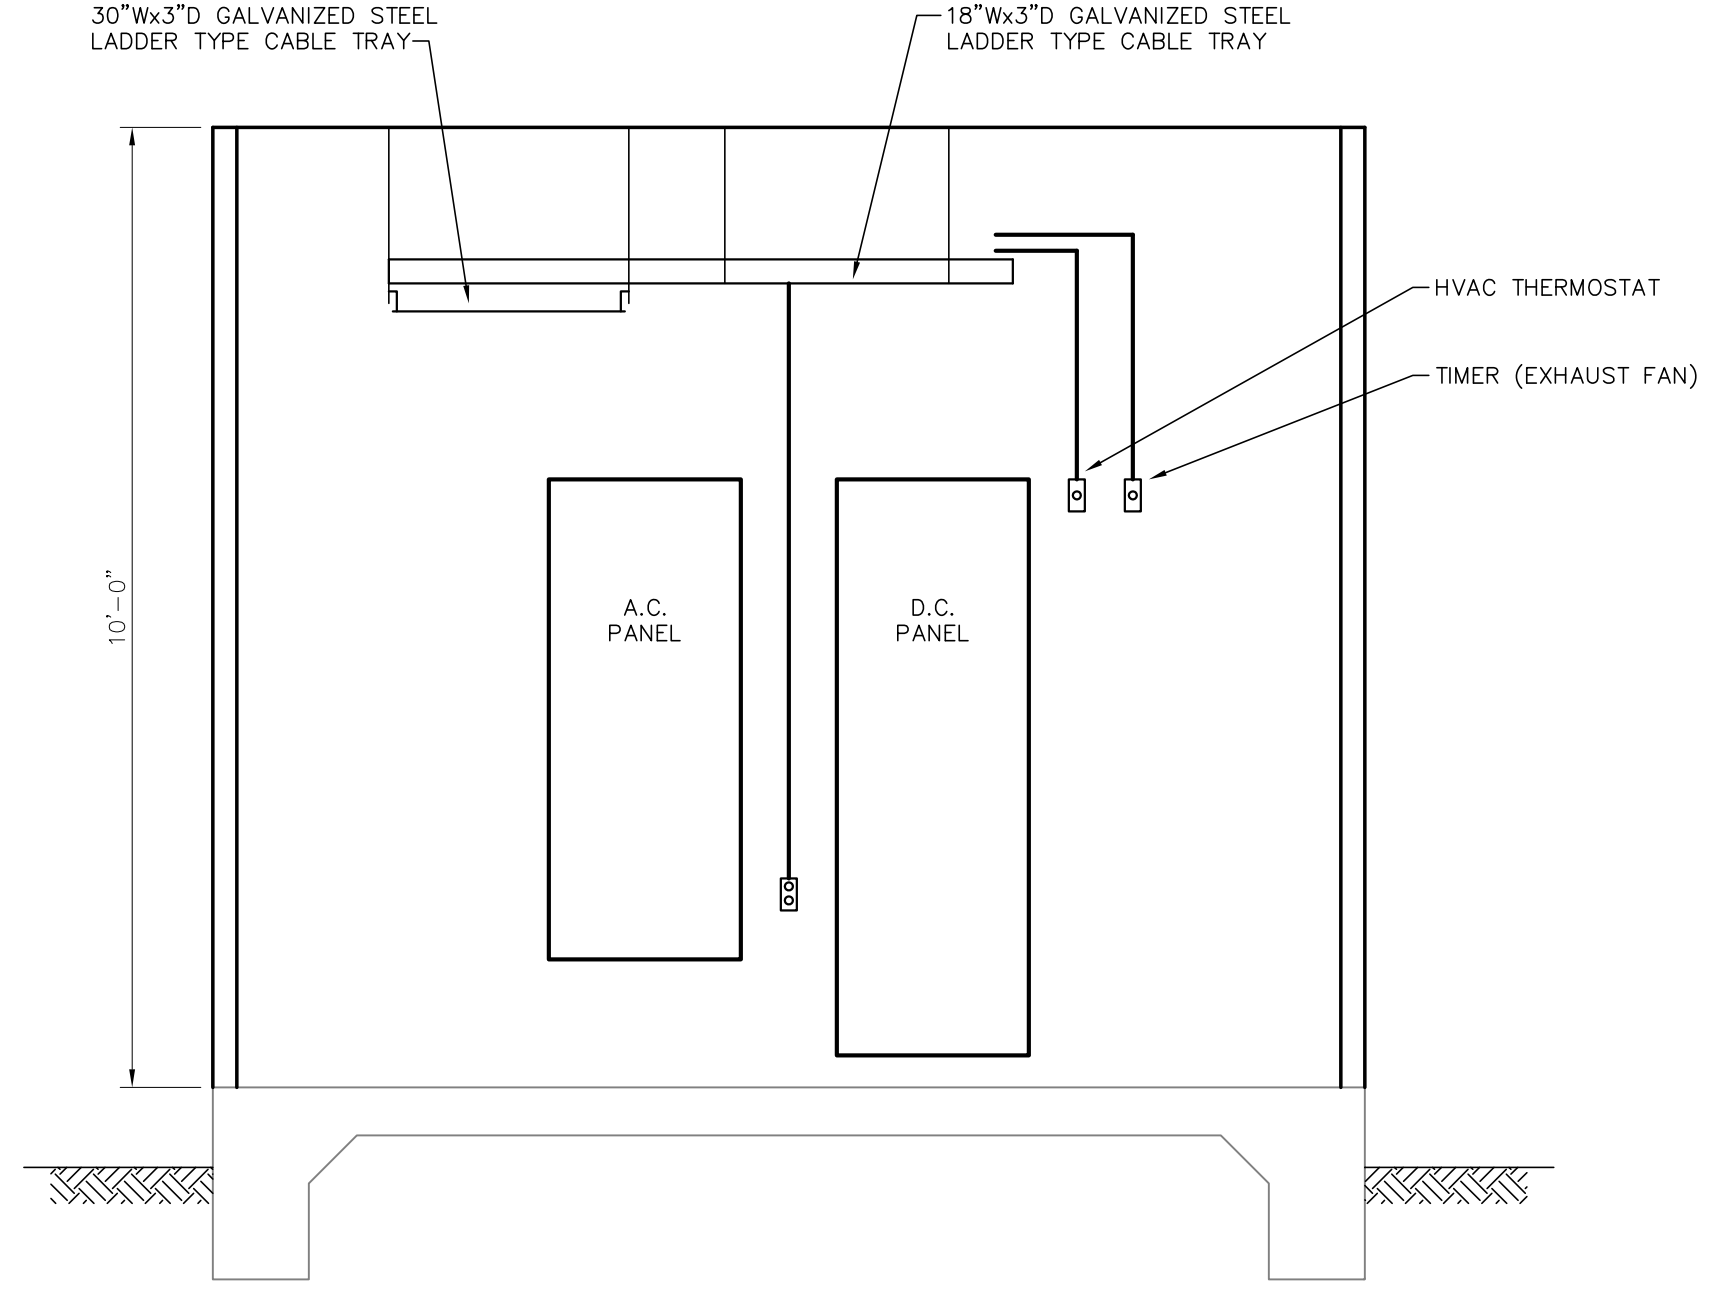 30”Wx3”D GALVANIZED STEEL
LADDER TYPE CABLE TRAY
18”Wx3”D GALVANIZED STEEL
LADDER TYPE CABLE TRAY
HVAC THERMOSTAT
TIMER (EXHAUST FAN)
10’-0”
A.C.
PANEL
D.C.
PANEL